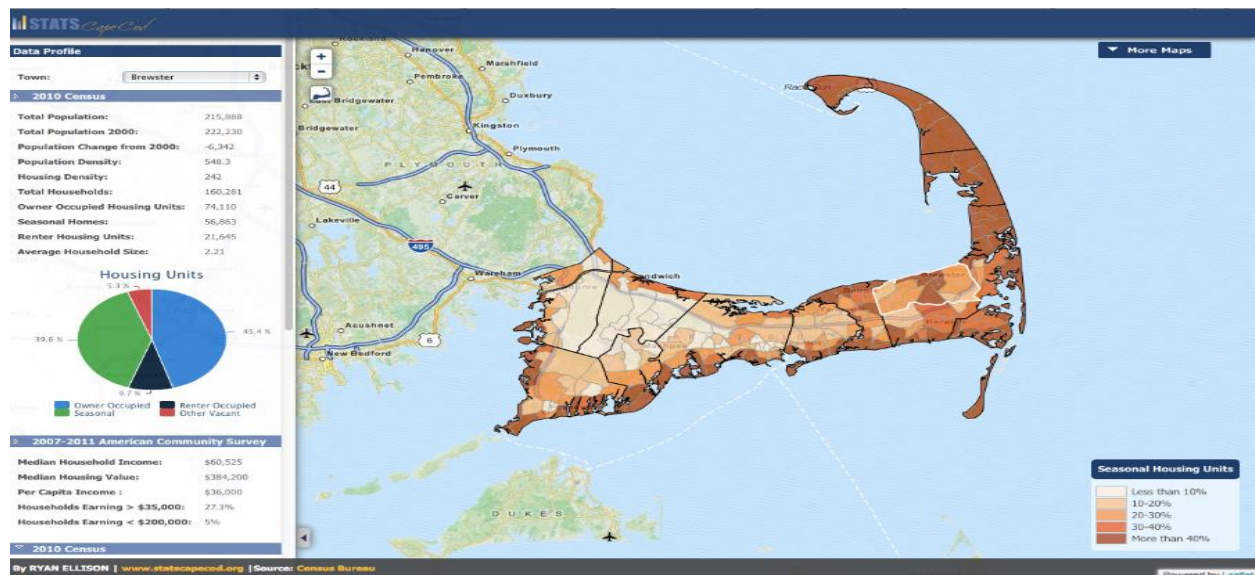 STATS Cape Cod
Data Profile
Town: Brewster
2010 Census
Total Population: 215,888
Total Population 2000: 222,230
Population Change from 2000: -6,342
Population Density: 548.3
Housing Density: 242
Total Households: 160,281
Owner Occupied Housing Units: 74,110
Seasonal Homes: 56,863
Renter Housing Units: 21,645
Average Household Size: 2.21
Housing Units
5.3 %
45.4 %
39.6 %
9.7 %
Owner Occupied
Renter Occupied
Seasonal
Other Vacant
2007-2011 American Community Survey
Median Household Income: $60,525
Median Housing Value: $384,200
Per Capita Income : $36,000
Households Earning > $35,000: 27.3%
Households Earning < $200,000: 5%
2010 Census
By RYAN ELLISON | www.statscapecod.org |Source: Census Bureau
+
-
More Maps
Hanover
Marshfield
Pembroke
Duxbury
Bridgewater
Bridgewater
Kingston
Plymouth
PLYMOUTH
44
Carver
Lakeville
495
Wareham
Acushnet
6
New Bedford
Brewster
DUKES
Seasonal Housing Units
Less than 10%
10-20%
20-30%
30-40%
More than 40%